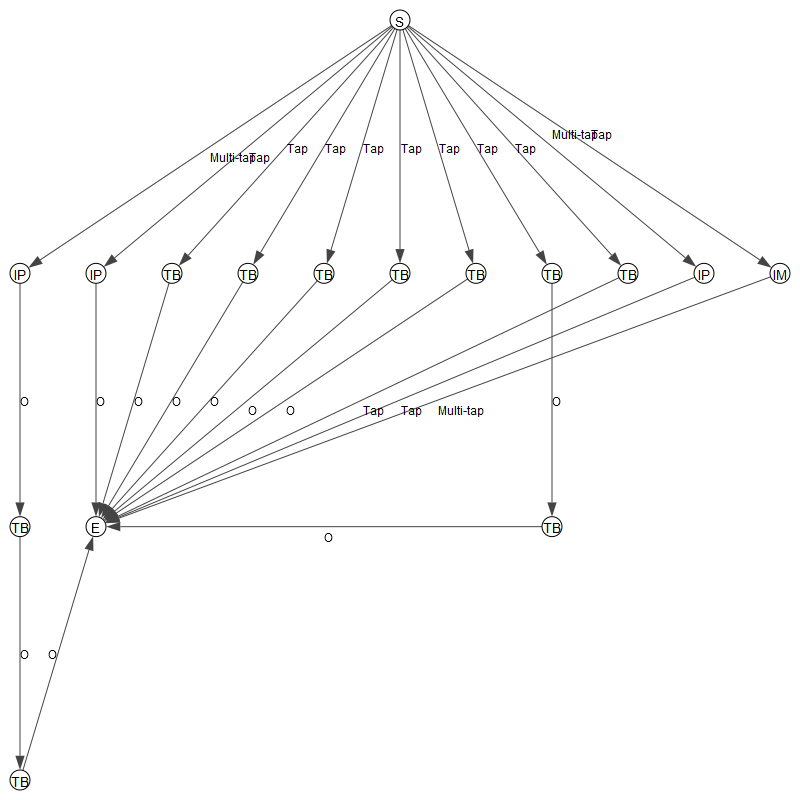 S
Multi-tap Tap
Multi-tap Tap Tap Tap Tap Tap Tap Tap Tap
IP IP TB TB TB TB TB TB TB IP IM
O O O O O O O Tap Tap Multi-tap O
TB E TB
O
O O
TB